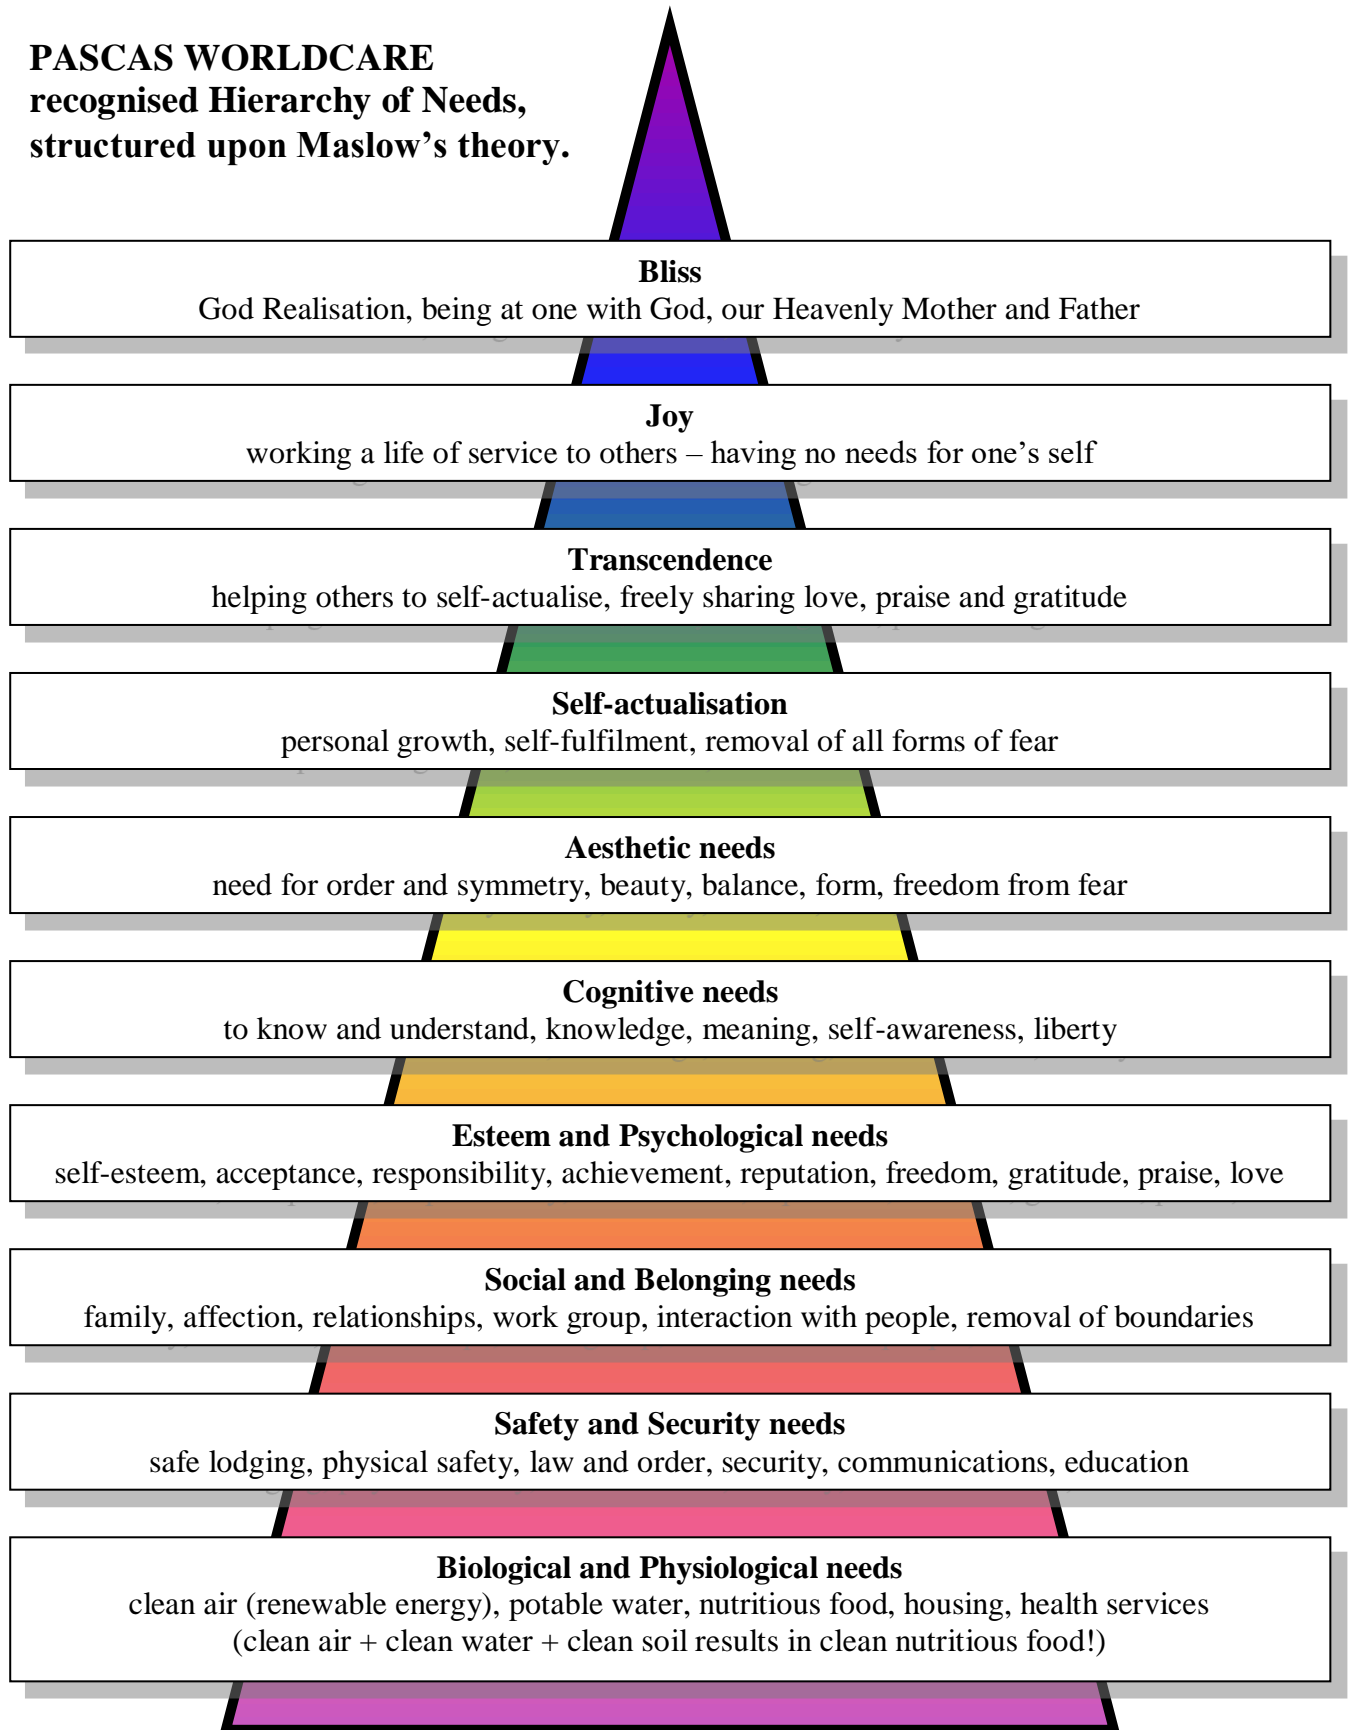 PASCAS WORLDCARE
recognised Hierarchy of Needs,
structured upon Maslow’s theory.
Bliss
God Realisation, being at one with God, our Heavenly Mother and Father
Joy
working a life of service to others – having no needs for one’s self
Transcendence
helping others to self-actualise, freely sharing love, praise and gratitude
Self-actualisation
personal growth, self-fulfilment, removal of all forms of fear
Aesthetic needs
need for order and symmetry, beauty, balance, form, freedom from fear
Cognitive needs
to know and understand, knowledge, meaning, self-awareness, liberty
Esteem and Psychological needs
self-esteem, acceptance, responsibility, achievement, reputation, freedom, gratitude, praise, love
Social and Belonging needs
family, affection, relationships, work group, interaction with people, removal of boundaries
Safety and Security needs
safe lodging, physical safety, law and order, security, communications, education
Biological and Physiological needs
clean air (renewable energy), potable water, nutritious food, housing, health services
(clean air + clean water + clean soil results in clean nutritious food!)